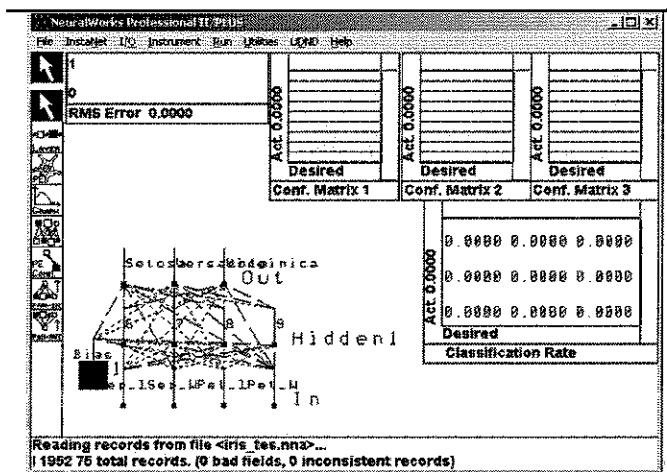 NeuralWorks Professional II/PLUS
File InstaNet I/O Instrument Run Utilities UDND Help
1
0
RMS Error 0.0000
Act. 0.0000
Desired
Conf. Matrix 1
Act. 0.0000
Desired
Conf. Matrix 2
Act. 0.0000
Desired
Conf. Matrix 3
Act. 0.0000
0.0000 0.0000 0.0000
0.0000 0.0000 0.0000
0.0000 0.0000 0.0000
Desired
Classification Rate
Out
6 7 8 9
Hidden1
Bias
1
Pet_W
In
Reading records from file <iris_tes.nna>...
1952 75 total records. (0 bad fields, 0 inconsistent records)